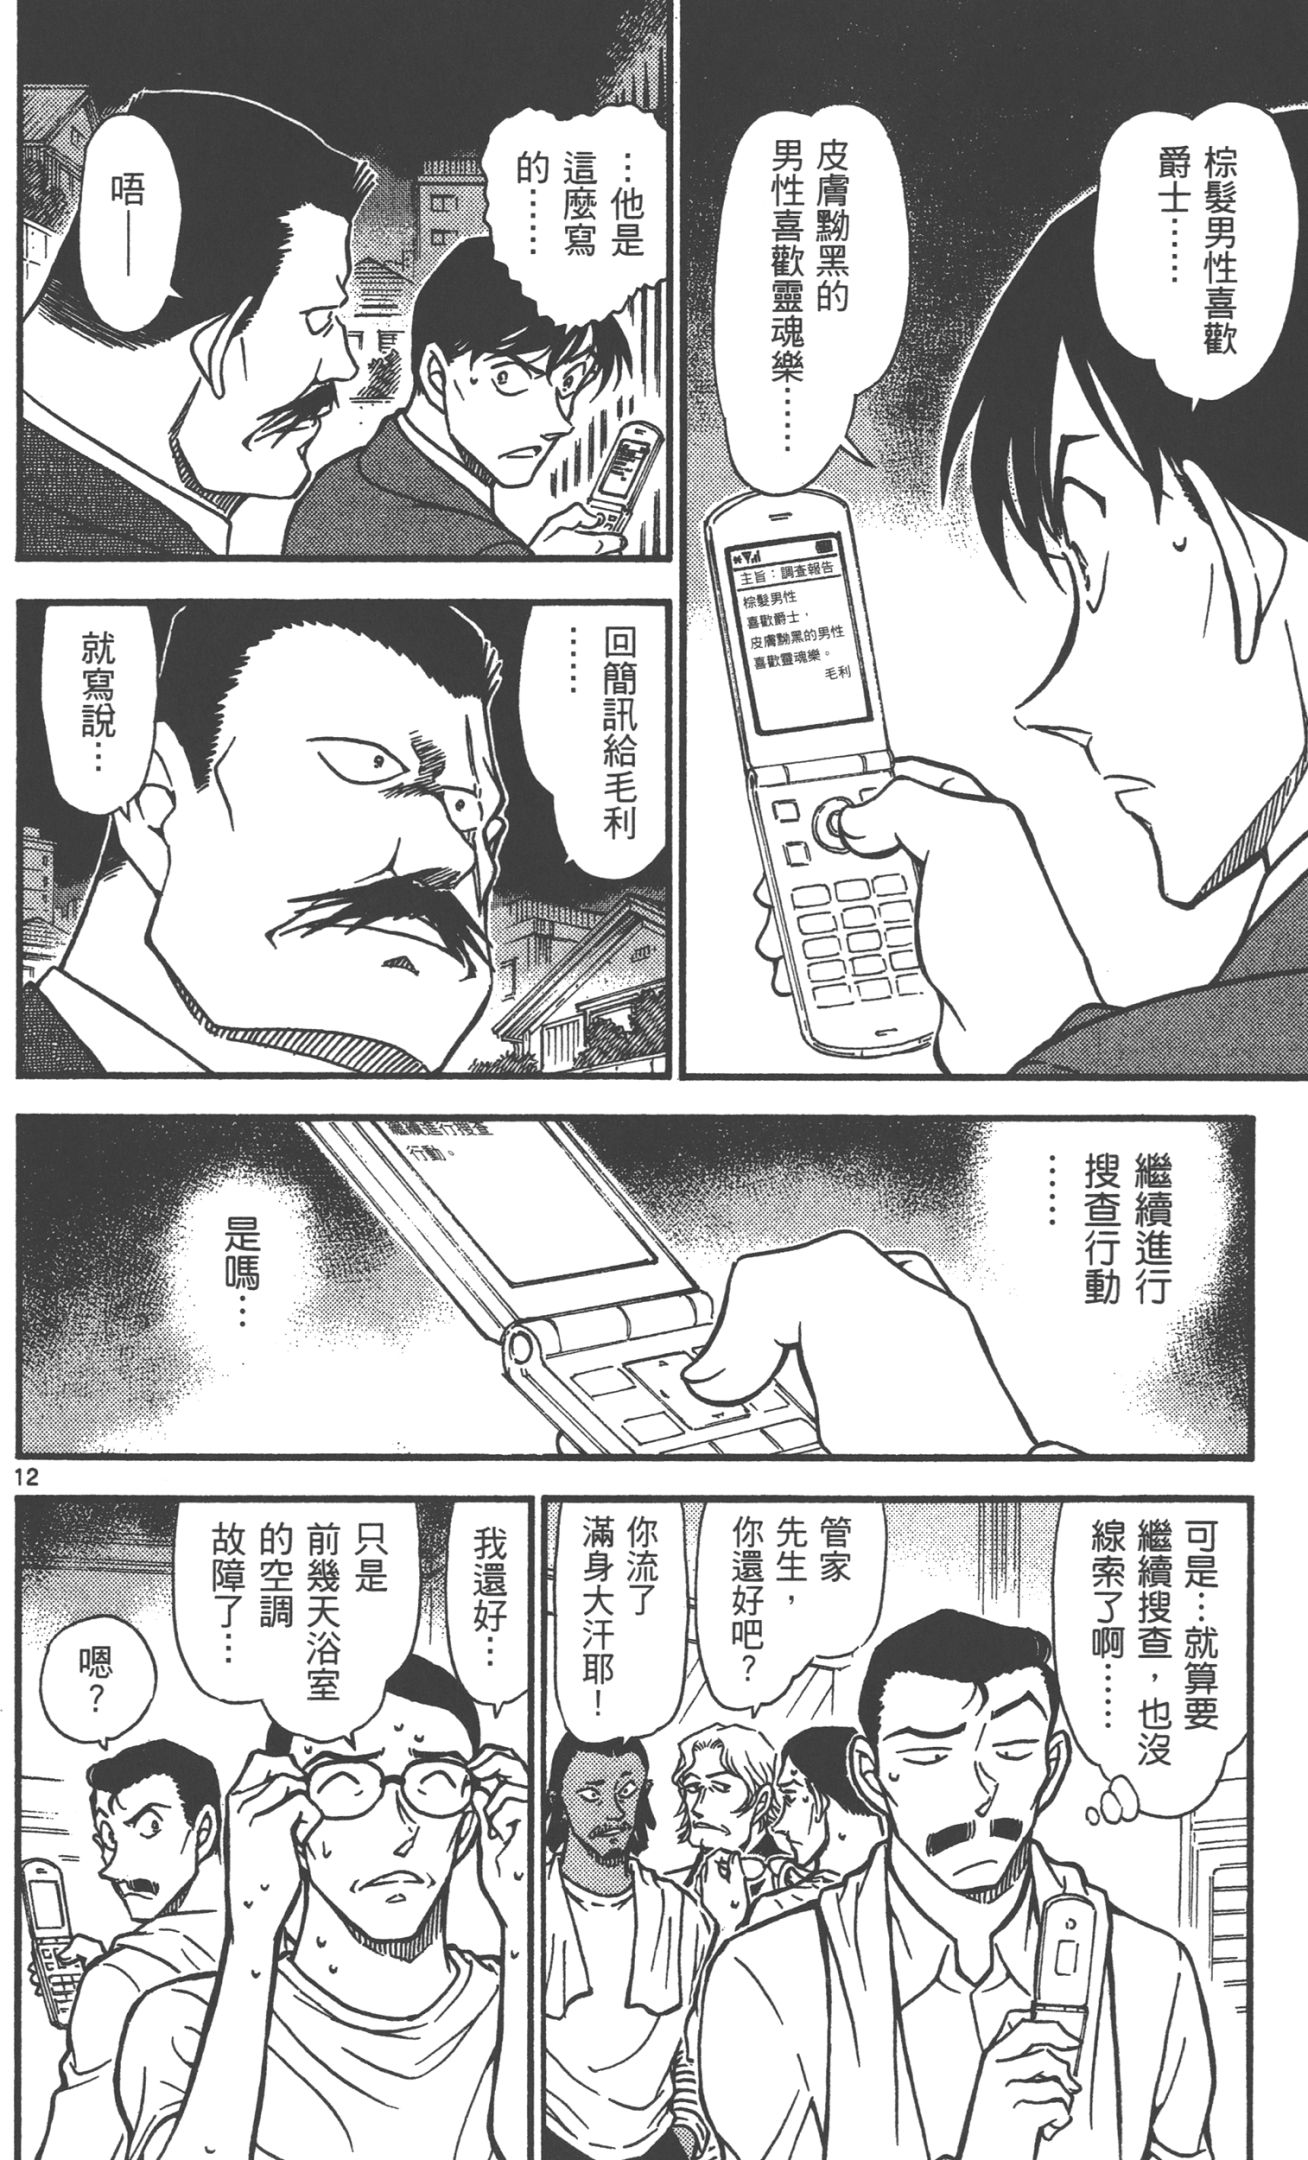 棕髮男性喜歡
爵士……
皮膚黝黑的
男性喜歡靈魂樂……
主旨：調查報告
棕髮男性
喜歡爵士，
皮膚黝黑的男性
喜歡靈魂樂。
毛利
…他是
這麼寫
的……
唔——
回簡訊給毛利
……
就寫說…
繼續進行
搜查行動
……
繼續進行搜查
行動。
是嗎…
12
可是…就算要
繼續搜查，也沒
線索了啊……
管家
先生，
你還好吧？
你流了
滿身大汗耶！
我還好…
只是
前幾天浴室
的空調
故障了…
嗯？